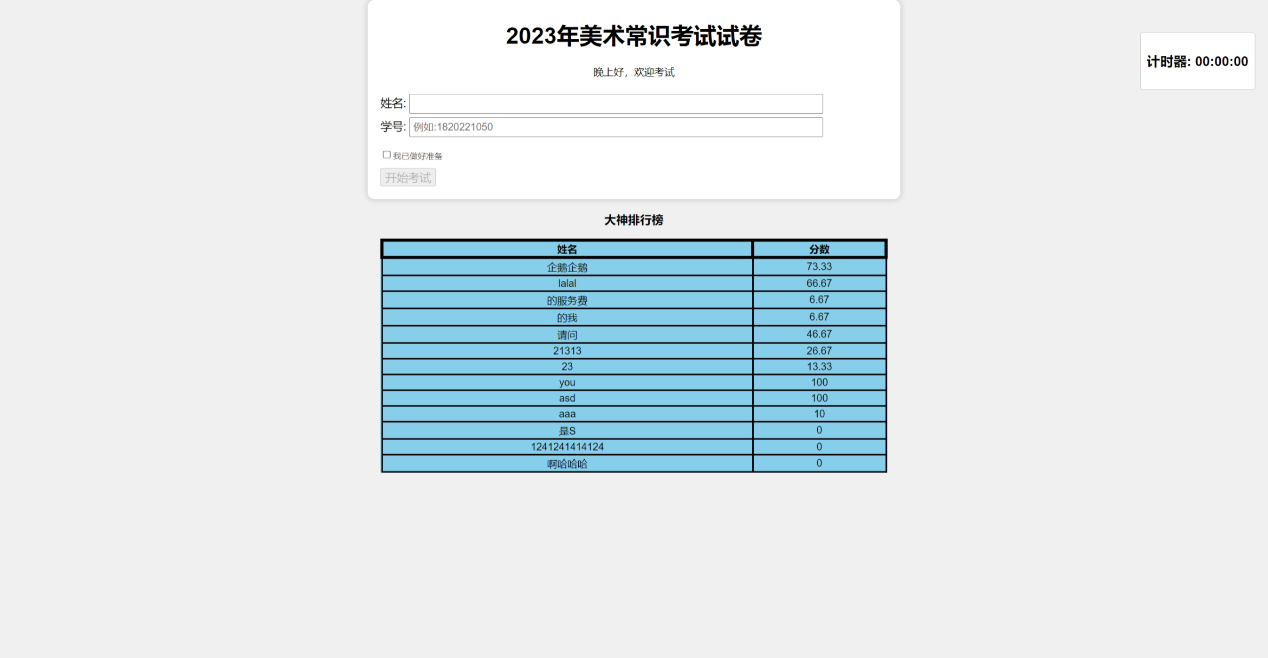 2023年美术常识考试试卷
晚上好，欢迎考试
计时器: 00:00:00
姓名:
学号: 例如:1820221050
我已做好准备
开始考试
大神排行榜
姓名 分数
企鹅企鹅 73.33
lalal 66.67
的服务费 6.67
的我 6.67
请问 46.67
21313 26.67
23 13.33
you 100
asd 100
aaa 10
是S 0
1241241414124 0
啊哈哈哈 0